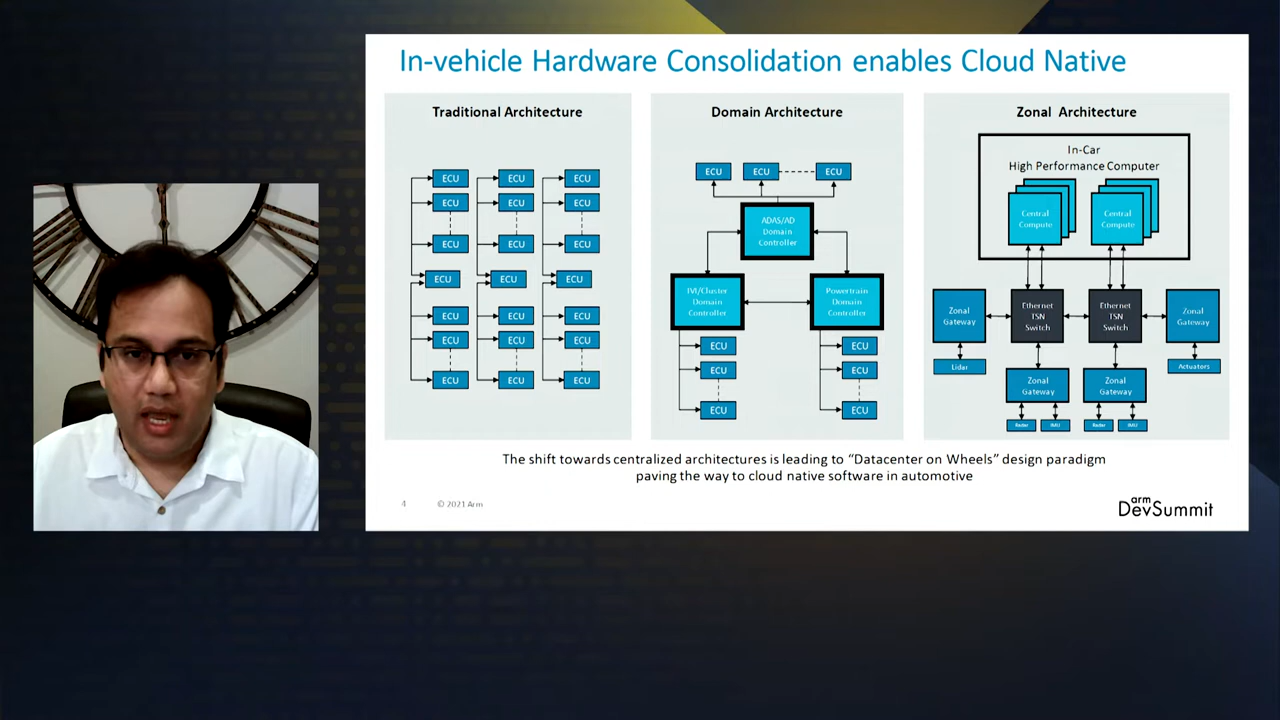 In-vehicle Hardware Consolidation enables Cloud Native
Traditional Architecture
ECU ECU ECU
ECU ECU ECU
ECU ECU ECU
ECU ECU ECU
ECU ECU ECU
ECU ECU ECU
ECU ECU ECU
Domain Architecture
ECU ECU ECU
ADAS/AD
Domain
Controller
IVI/Cluster
Domain
Controller
Powertrain
Domain
Controller
ECU ECU
ECU ECU
ECU ECU
Zonal Architecture
In-Car
High Performance Computer
Central
Compute
Central
Compute
Zonal
Gateway
Ethernet
TSN
Switch
Ethernet
TSN
Switch
Zonal
Gateway
Lidar
Actuators
Zonal
Gateway
Zonal
Gateway
Rader IMU Rader IMU
The shift towards centralized architectures is leading to “Datacenter on Wheels” design paradigm
paving the way to cloud native software in automotive
4 © 2021 Arm
arm
DevSummit